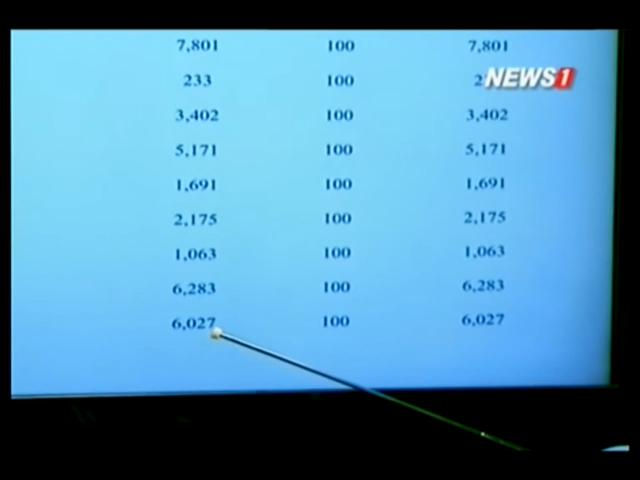 7,801 100 7,801
233 100
NEWS1
3,402 100 3,402
5,171 100 5,171
1,691 100 1,691
2,175 100 2,175
1,063 100 1,063
6,283 100 6,283
6,027 100 6,027